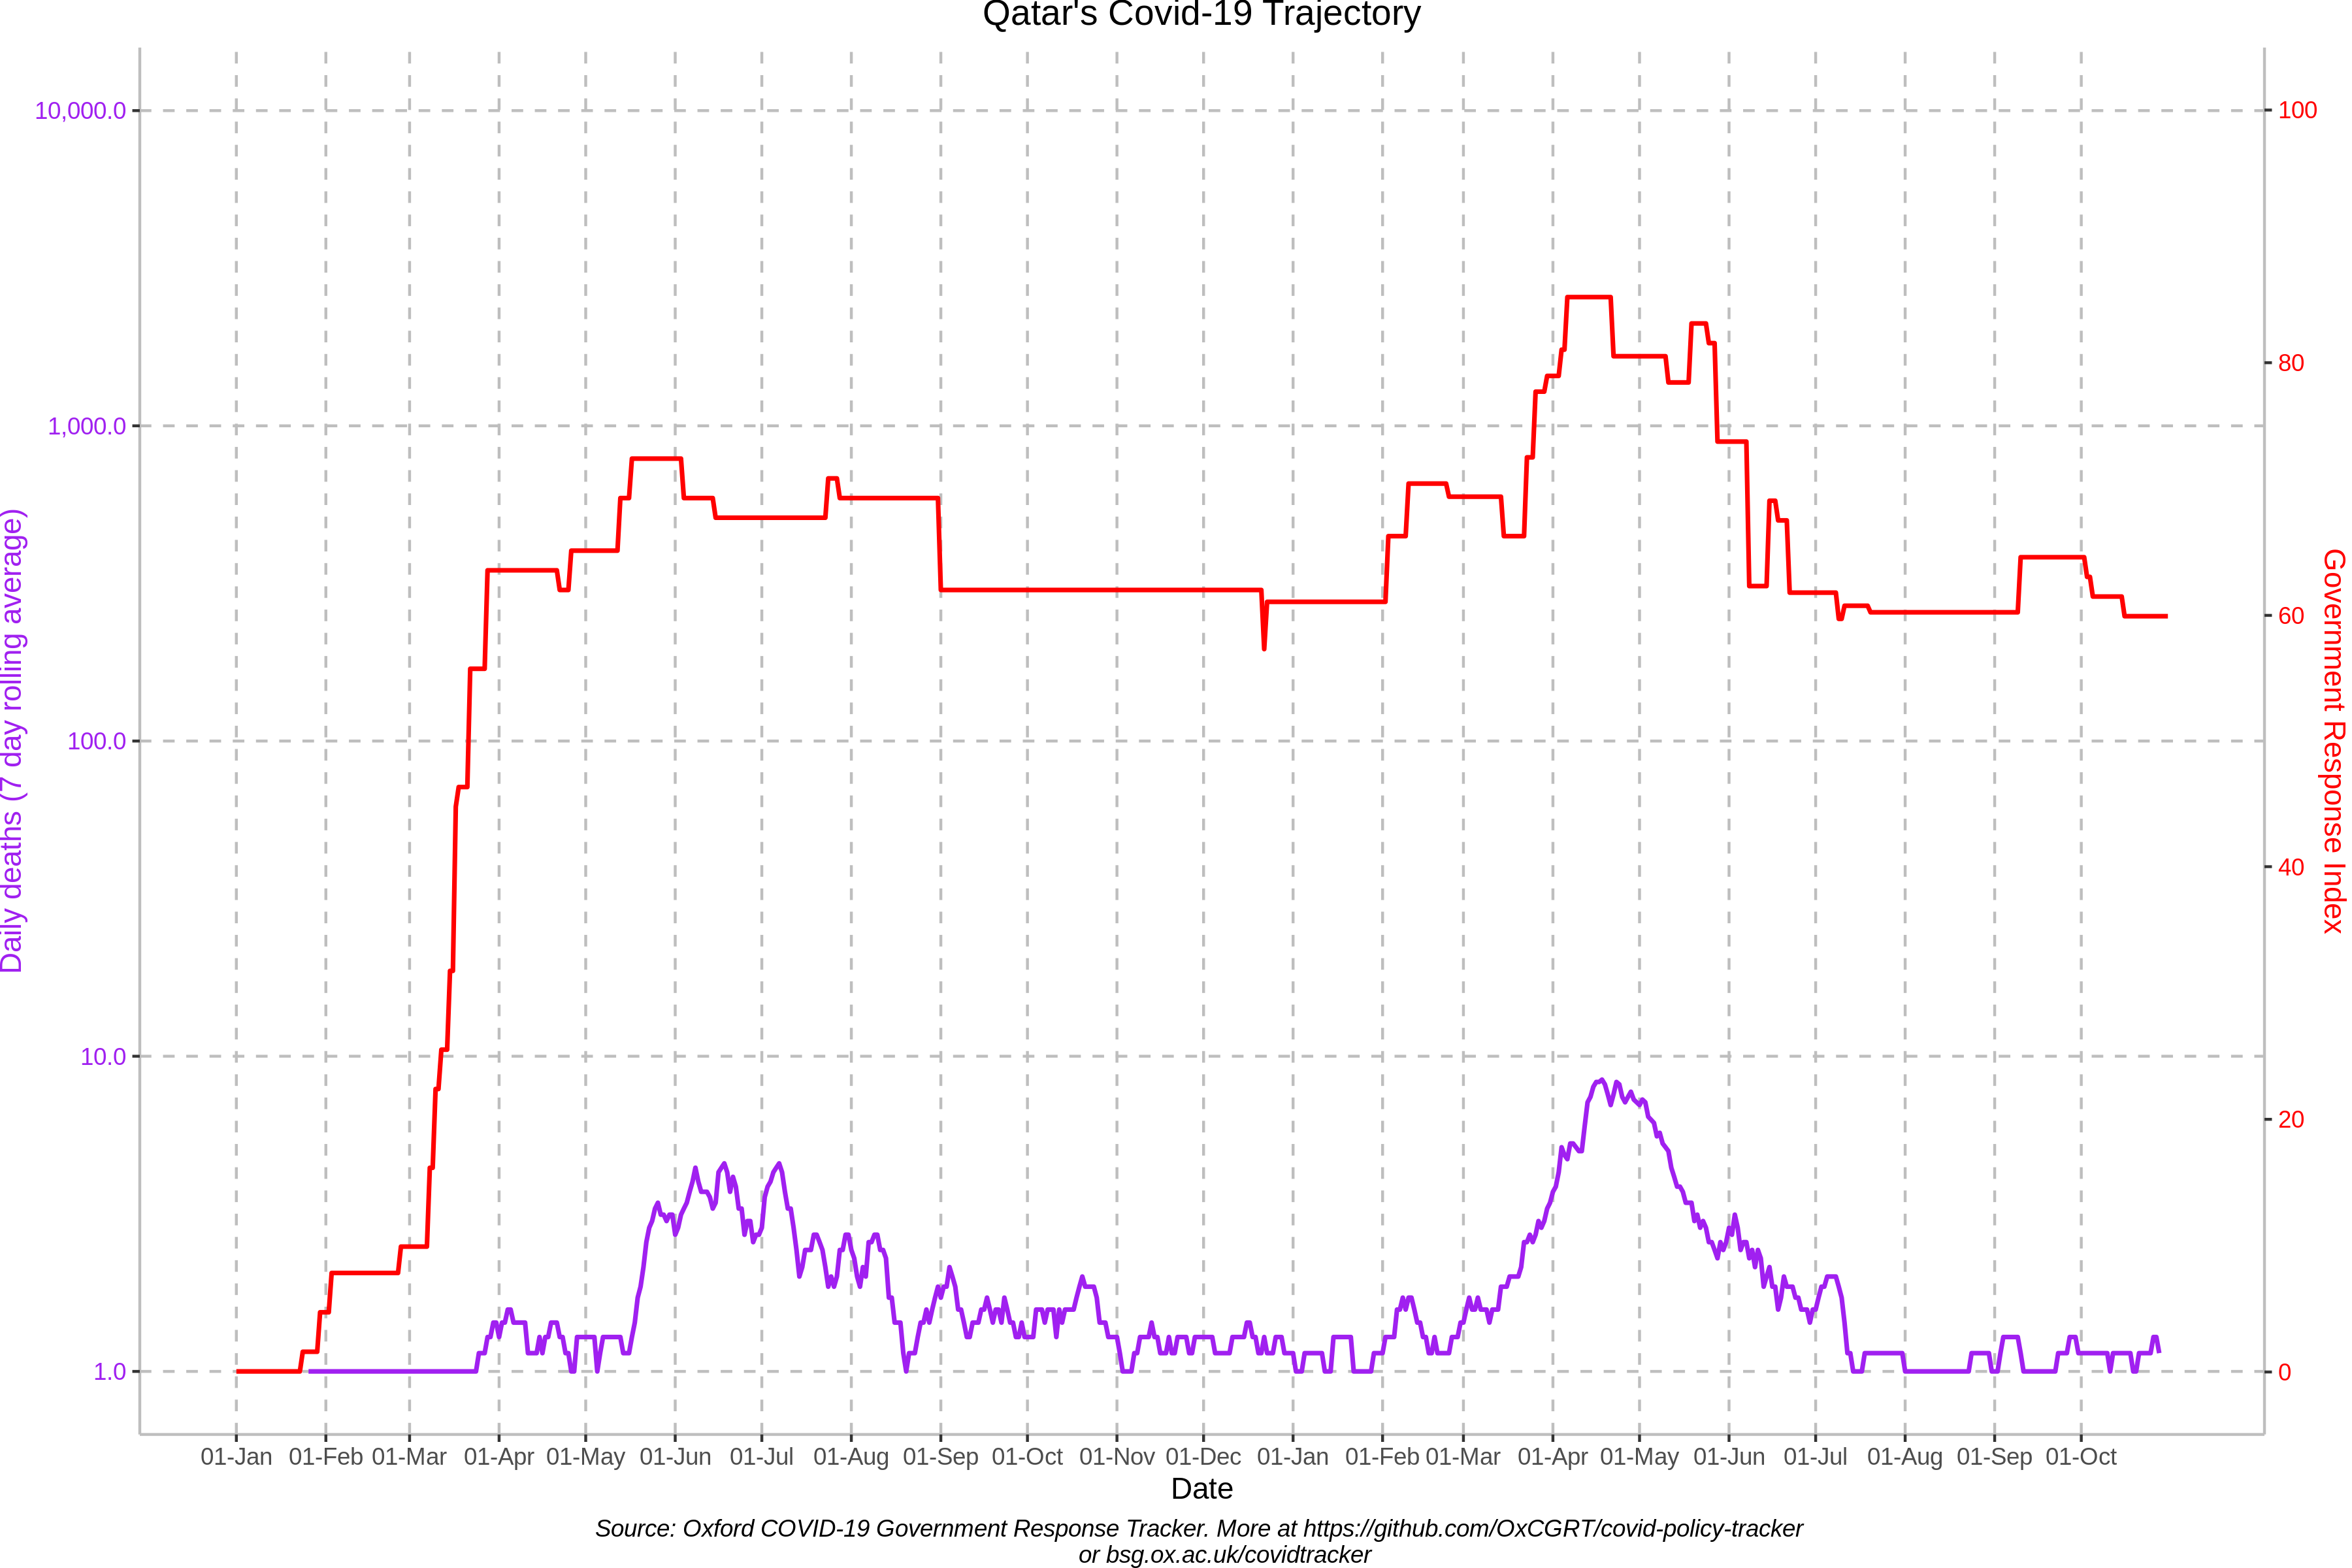 Qatar's Covid-19 Trajectory
10,000.0
1,000.0
100.0
10.0
1.0
Daily deaths (7 day rolling average)
100
80
60
40
20
0
Government Response Index
01-Jan 01-Feb 01-Mar 01-Apr 01-May 01-Jun 01-Jul 01-Aug 01-Sep 01-Oct 01-Nov 01-Dec 01-Jan 01-Feb 01-Mar 01-Apr 01-May 01-Jun 01-Jul 01-Aug 01-Sep 01-Oct
Date
Source: Oxford COVID-19 Government Response Tracker. More at https://github.com/OxCGRT/covid-policy-tracker
or bsg.ox.ac.uk/covidtracker